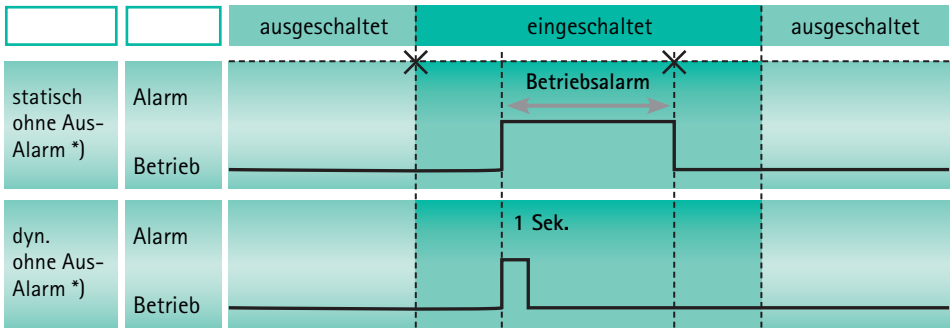 ausgeschaltet
eingeschaltet
ausgeschaltet
statisch
ohne Aus-
Alarm *)
Alarm
Betrieb
Betriebsalarm
dyn.
ohne Aus-
Alarm *)
Alarm
Betrieb
1 Sek.